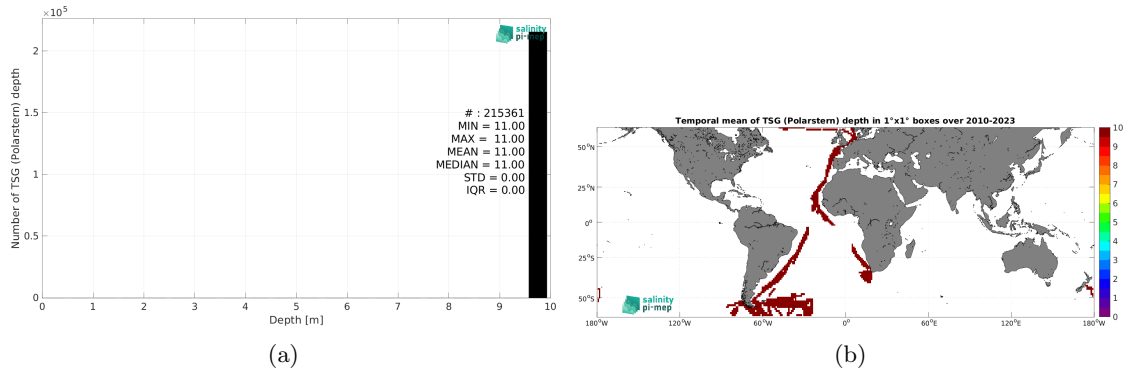 ×10⁵
salinity
pi-mep
2
1.5
1
0.5
0
Number of TSG (Polarstern) depth
# : 215361
MIN = 11.00
MAX = 11.00
MEAN = 11.00
MEDIAN = 11.00
STD = 0.00
IQR = 0.00
0 1 2 3 4 5 6 7 8 9 10
Depth [m]
(a)
Temporal mean of TSG (Polarstern) depth in 1°x1° boxes over 2010-2023
50°N
25°N
0°
25°S
50°S
salinity
pi-mep
180°W 120°W 60°W 0° 60°E 120°E 180°W
10
9
8
7
6
5
4
3
2
1
0
(b)